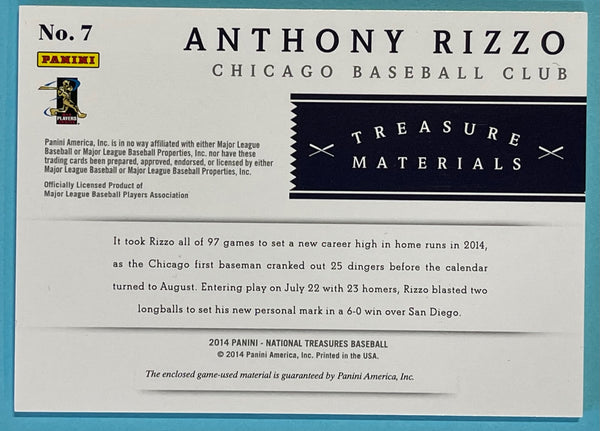 No. 7
PANINI
PLAYERS
ANTHONY RIZZO
CHICAGO BASEBALL CLUB
TREASURE
MATERIALS
Panini America, Inc. is in no way affiliated with either Major League
Baseball or Major League Baseball Properties, Inc. nor have these
trading cards been prepared, approved, endorsed, or licensed by either
Major League Baseball or Major League Baseball Properties, Inc.
Officially Licensed Product of
Major League Baseball Players Association
It took Rizzo all of 97 games to set a new career high in home runs in 2014,
as the Chicago first baseman cranked out 25 dingers before the calendar
turned to August. Entering play on July 22 with 23 homers, Rizzo blasted two
longballs to set his new personal mark in a 6-0 win over San Diego.
2014 PANINI - NATIONAL TREASURES BASEBALL
© 2014 Panini America, Inc. Printed in the USA.
The enclosed game-used material is guaranteed by Panini America, Inc.